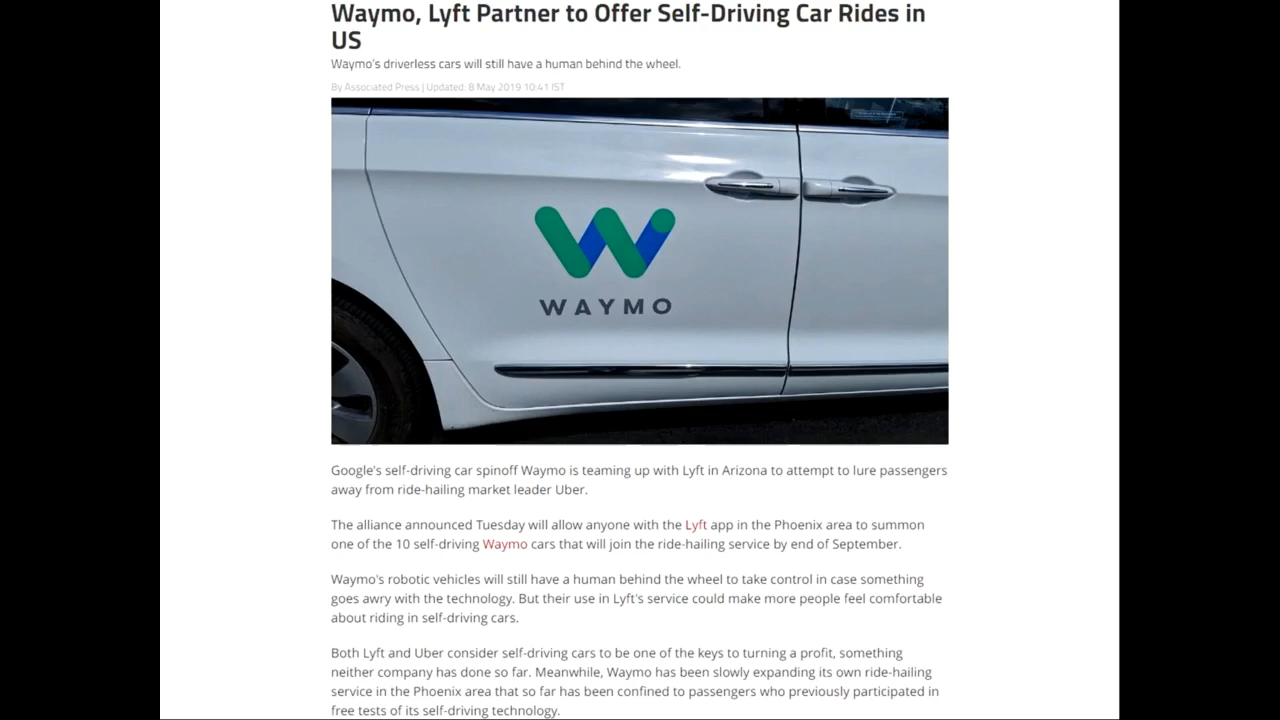 Waymo, Lyft Partner to Offer Self-Driving Car Rides in
US
Waymo's driverless cars will still have a human behind the wheel.
By Associated Press | Updated: 8 May 2019 10:41 IST
WAYMO
Google's self-driving car spinoff Waymo is teaming up with Lyft in Arizona to attempt to lure passengers
away from ride-hailing market leader Uber.
The alliance announced Tuesday will allow anyone with the Lyft app in the Phoenix area to summon
one of the 10 self-driving Waymo cars that will join the ride-hailing service by end of September.
Waymo's robotic vehicles will still have a human behind the wheel to take control in case something
goes awry with the technology. But their use in Lyft's service could make more people feel comfortable
about riding in self-driving cars.
Both Lyft and Uber consider self-driving cars to be one of the keys to turning a profit, something
neither company has done so far. Meanwhile, Waymo has been slowly expanding its own ride-hailing
service in the Phoenix area that so far has been confined to passengers who previously participated in
free tests of its self-driving technology.